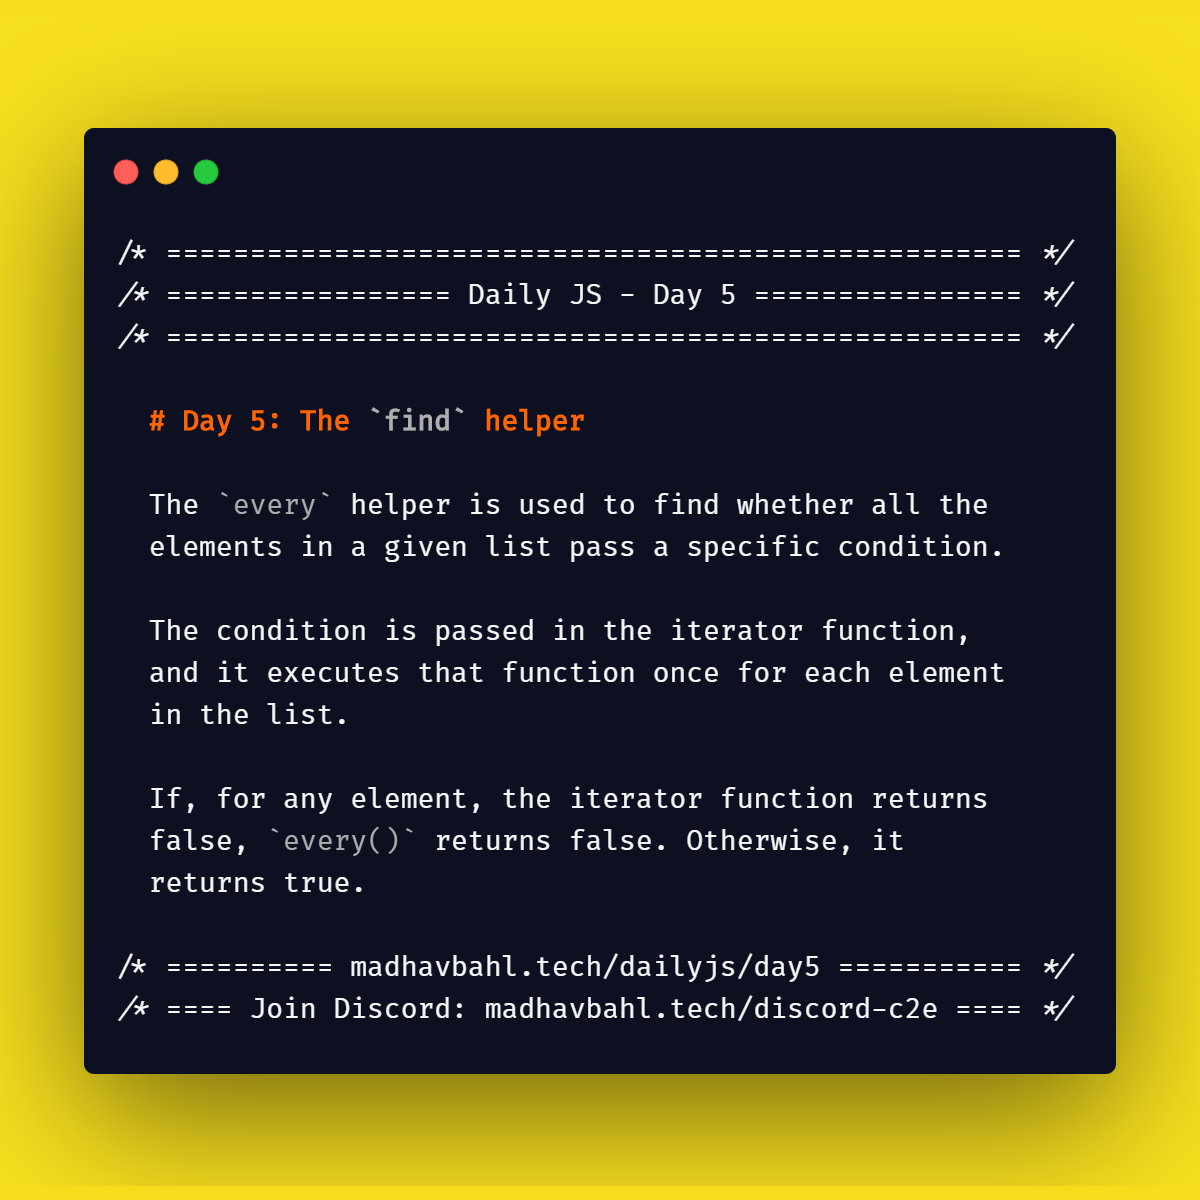 /* =================================================== */
/* ================= Daily JS - Day 5 ================ */
/* =================================================== */
# Day 5: The `find` helper
The `every` helper is used to find whether all the
elements in a given list pass a specific condition.
The condition is passed in the iterator function,
and it executes that function once for each element
in the list.
If, for any element, the iterator function returns
false, `every()` returns false. Otherwise, it
returns true.
/* ========== madhavbahl.tech/dailyjs/day5 =========== */
/* ==== Join Discord: madhavbahl.tech/discord-c2e ==== */